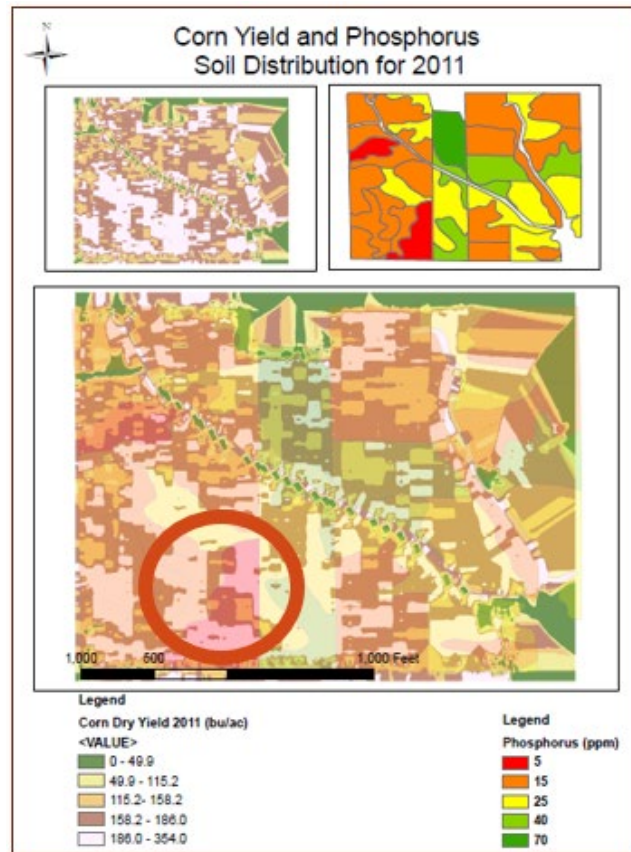 N
Corn Yield and Phosphorus
Soil Distribution for 2011
1,000 500 1,000 Feet
Legend
Corn Dry Yield 2011 (bu/ac)
<VALUE>
0 - 49.9
49.9 - 115.2
115.2- 158.2
158.2 - 186.0
186.0 - 354.0
Legend
Phosphorus (ppm)
5
15
25
40
70